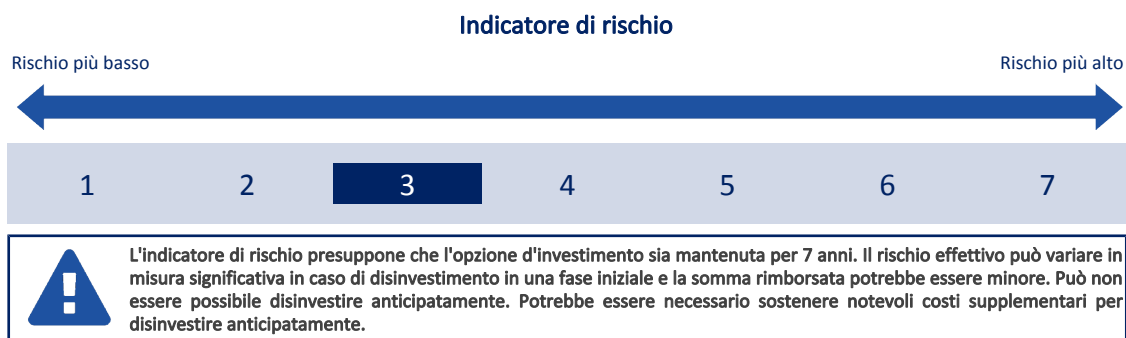 Indicatore di rischio
Rischio più basso
Rischio più alto
1 2 3 4 5 6 7
L'indicatore di rischio presuppone che l'opzione d'investimento sia mantenuta per 7 anni. Il rischio effettivo può variare in
misura significativa in caso di disinvestimento in una fase iniziale e la somma rimborsata potrebbe essere minore. Può non
essere possibile disinvestire anticipatamente. Potrebbe essere necessario sostenere notevoli costi supplementari per
disinvestire anticipatamente.